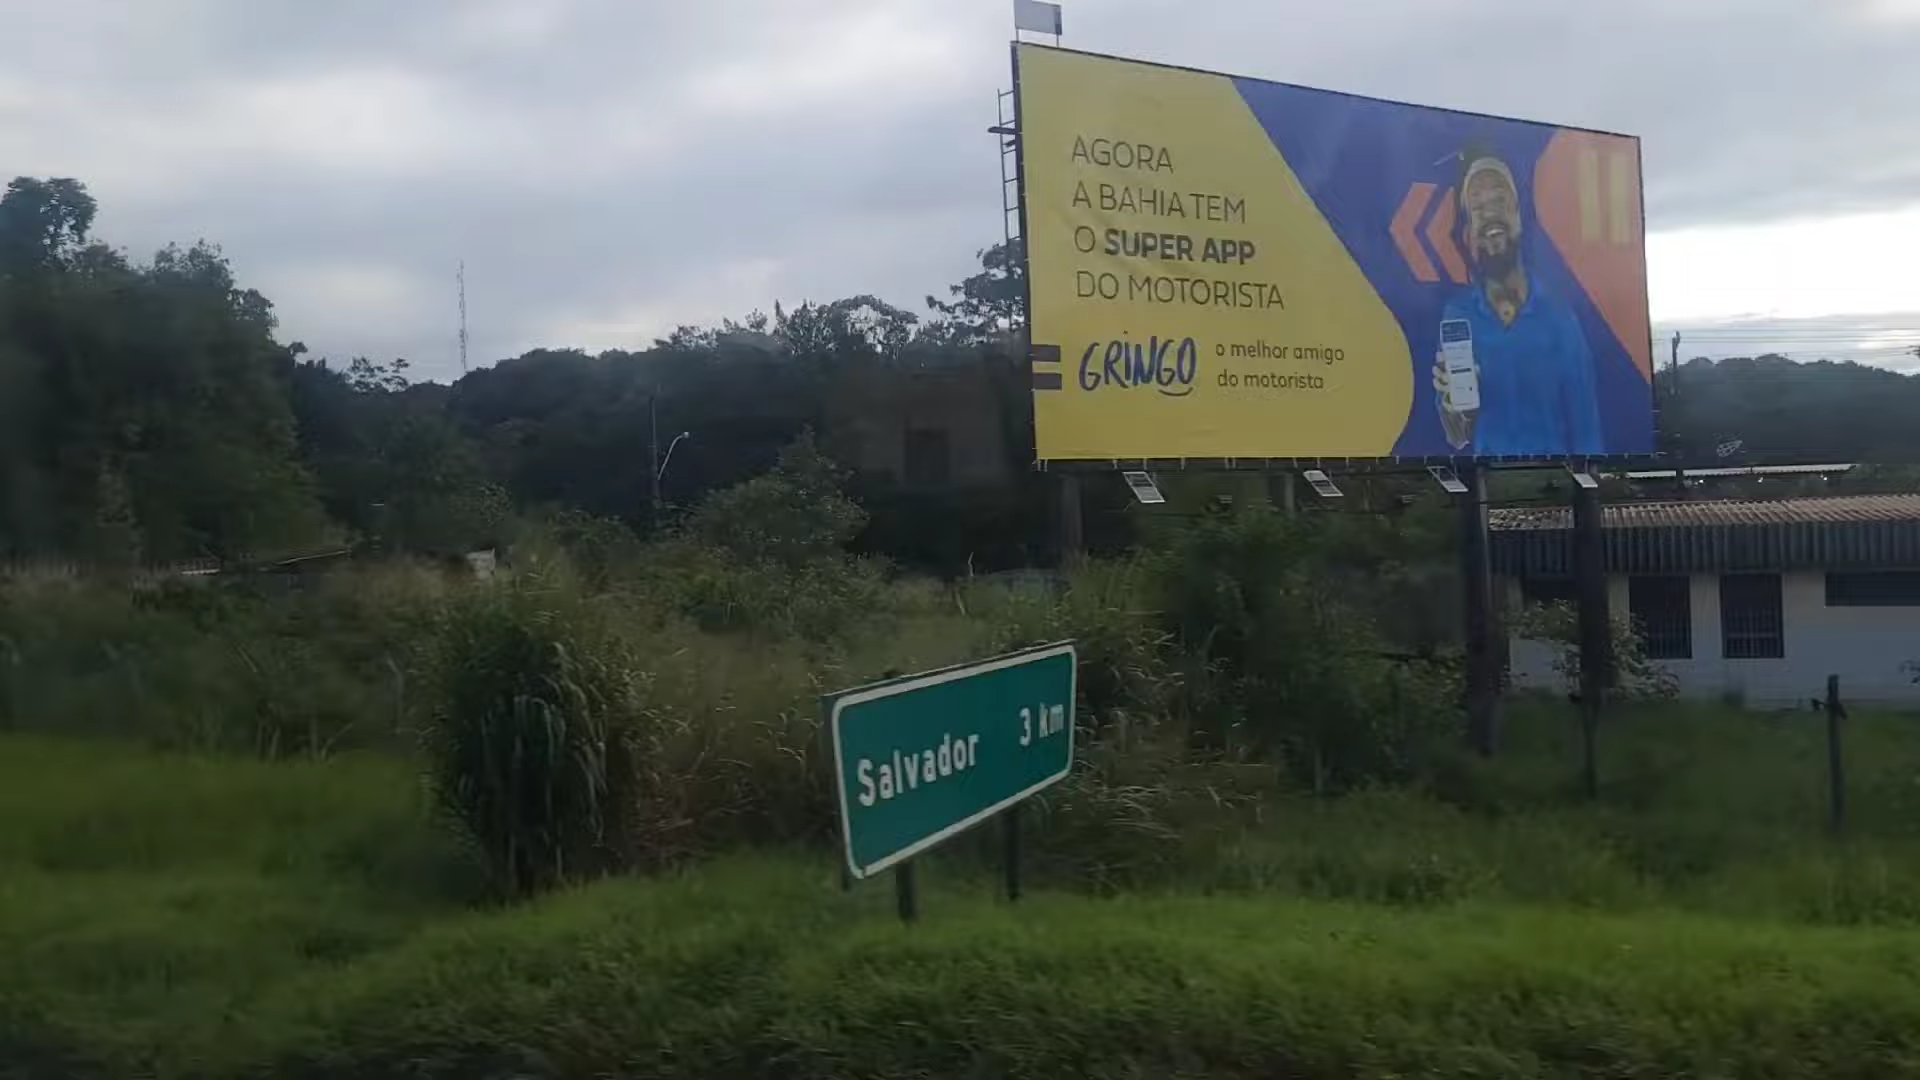 AGORA
A BAHIA TEM
O SUPER APP
DO MOTORISTA
GRINGO
o melhor amigo
do motorista
Salvador 3 km